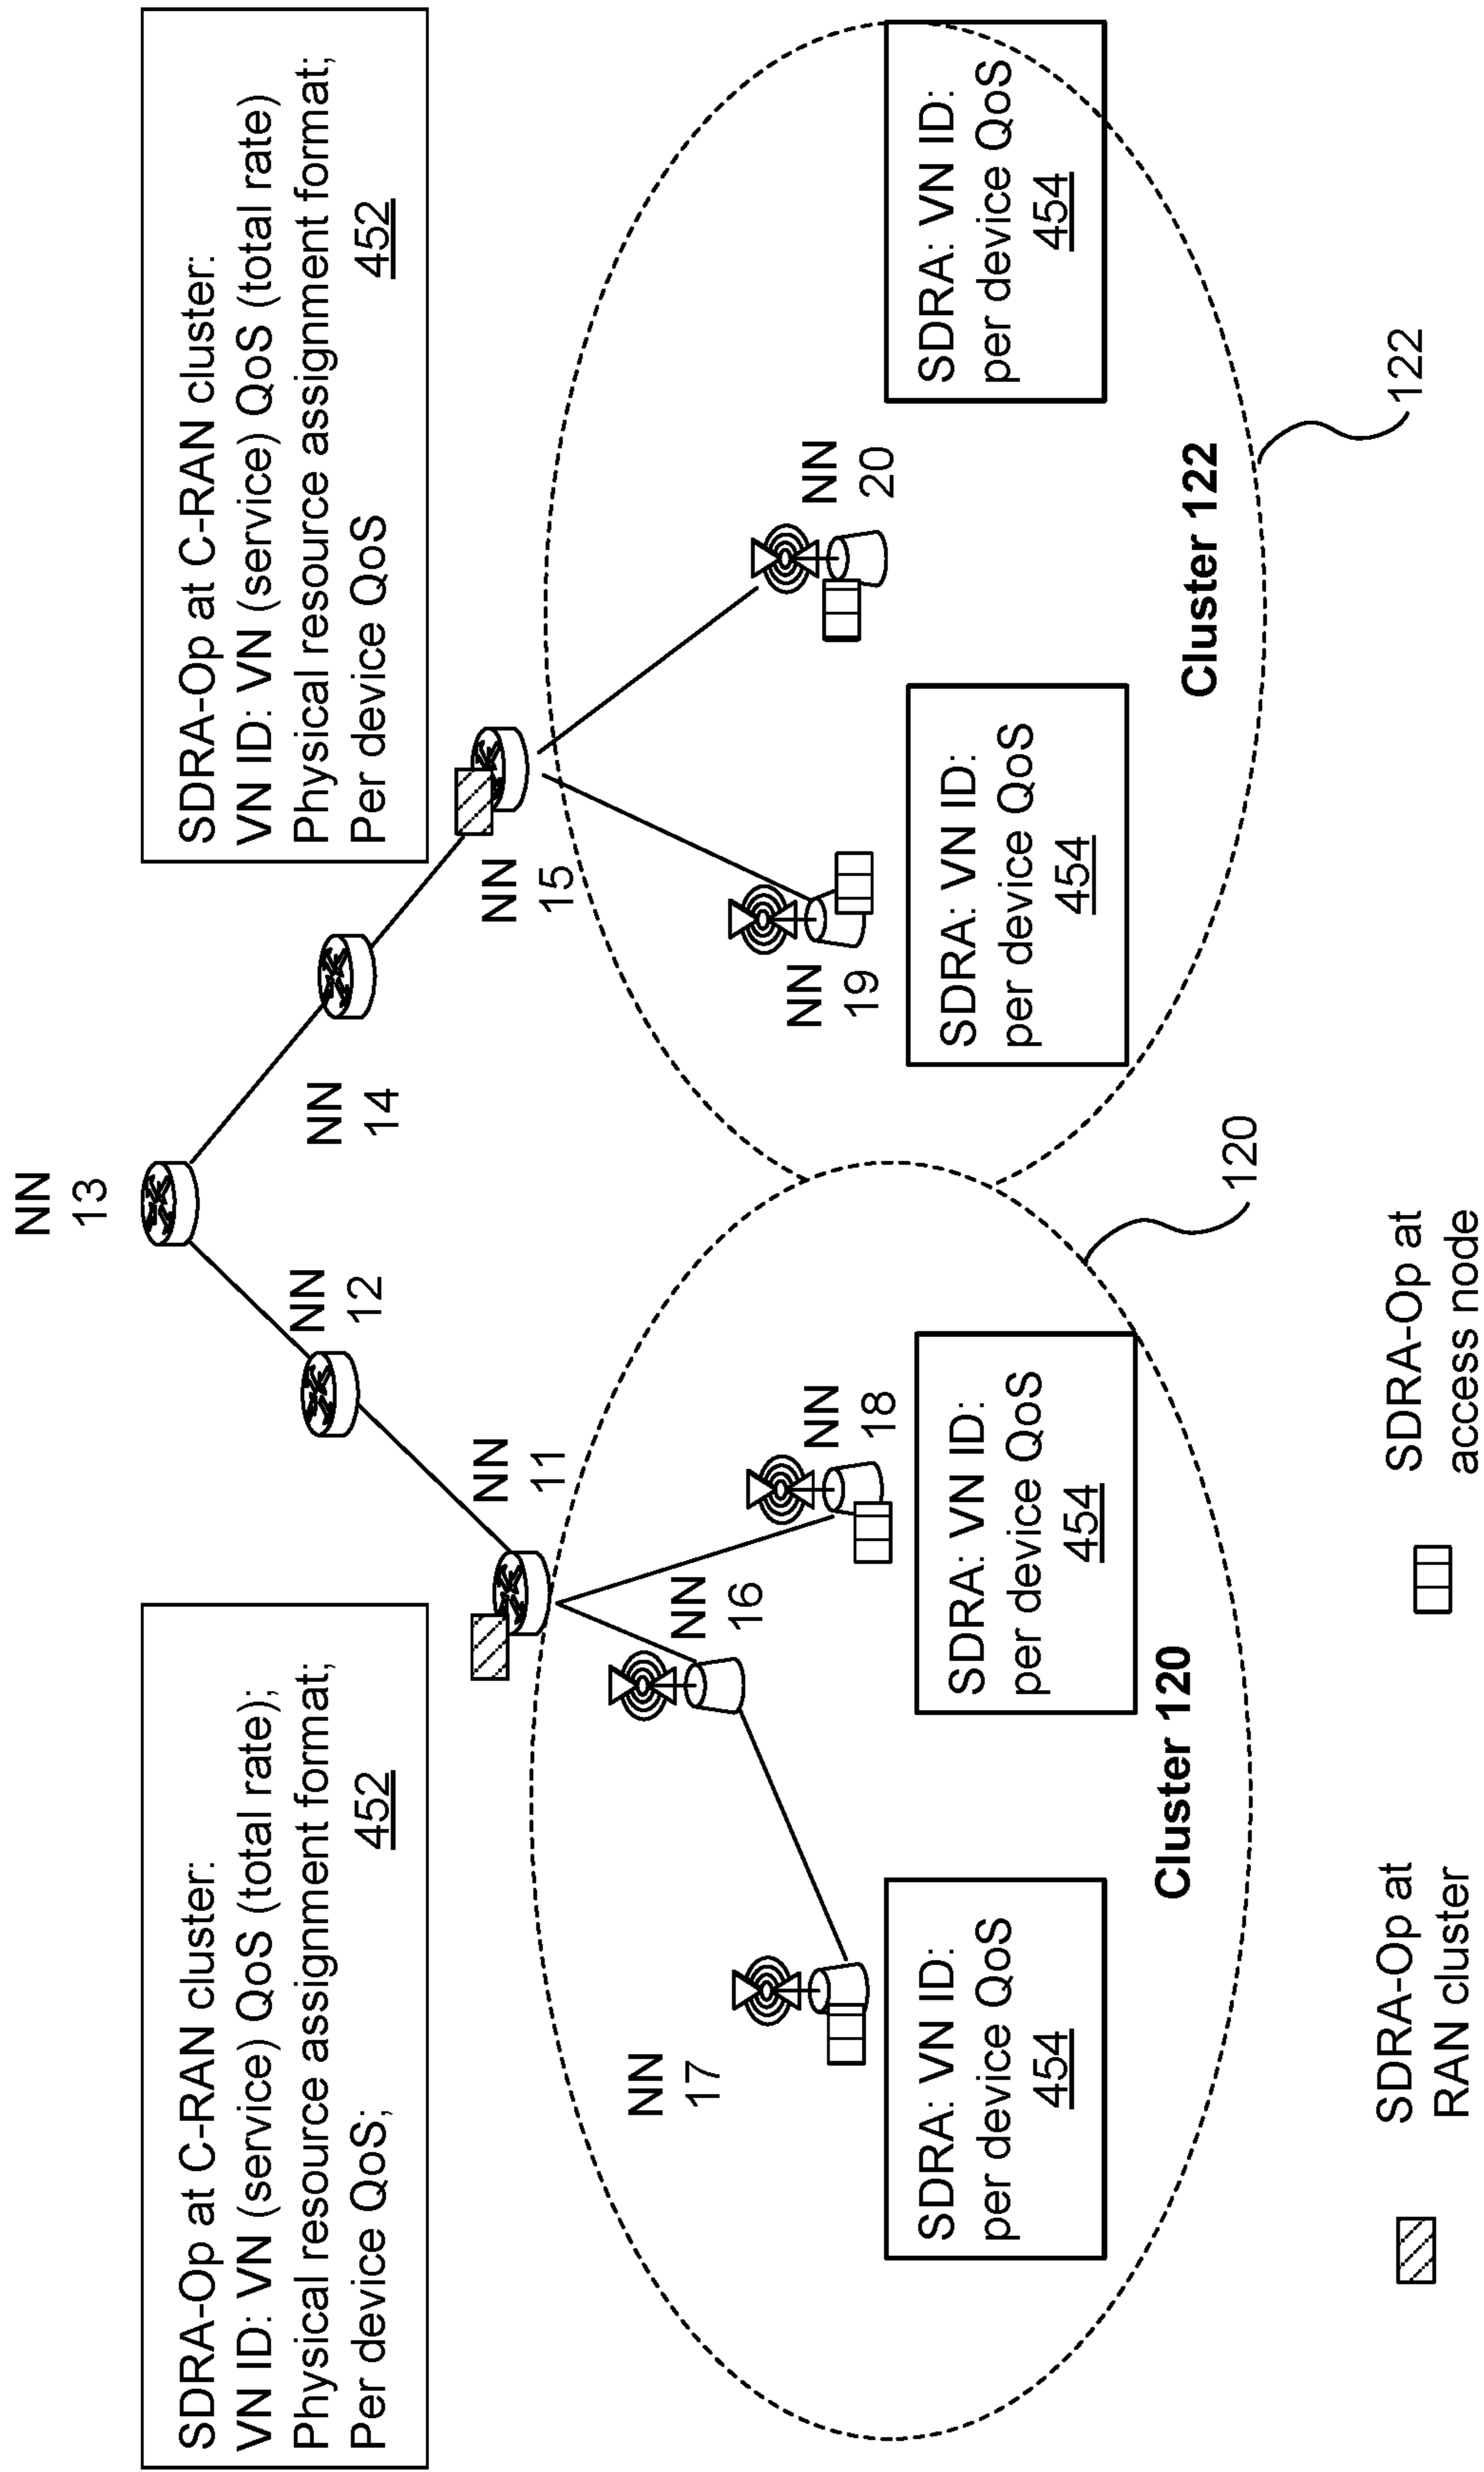 NN
13
SDRA-Op at C-RAN cluster:
VN ID: VN (service) QoS (total rate);
Physical resource assignment format;
Per device QoS;
452
SDRA-Op at C-RAN cluster:
VN ID: VN (service) QoS (total rate)
Physical resource assignment format;
Per device QoS
452
NN
12
NN
14
NN
11
NN
15
NN
16
NN
17
NN
18
NN
19
NN
20
SDRA: VN ID:
per device QoS
454
SDRA: VN ID:
per device QoS
454
SDRA: VN ID:
per device QoS
454
SDRA: VN ID:
per device QoS
454
Cluster 120
Cluster 122
120
122
SDRA-Op at
RAN cluster
SDRA-Op at
access node